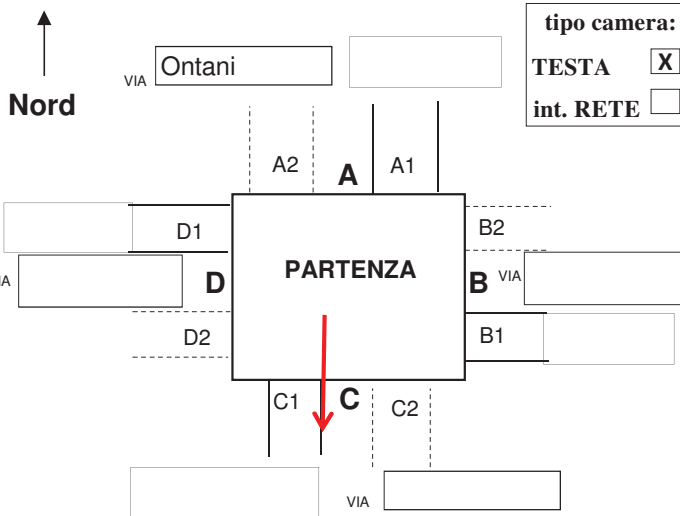 tipo camera:
VIA Ontani
TESTA X
Nord
int. RETE
A2 A A1
D1 B2
PARTENZA
D B VIA
VIA
D2 B1
C1 C C2
VIA